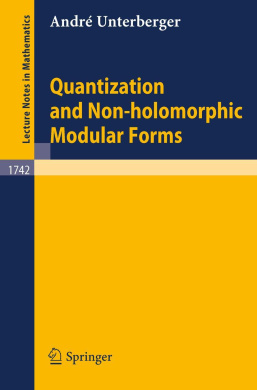 André Unterberger
Lecture Notes in Mathematics
Quantization
and Non-holomorphic
Modular Forms
1742
Springer